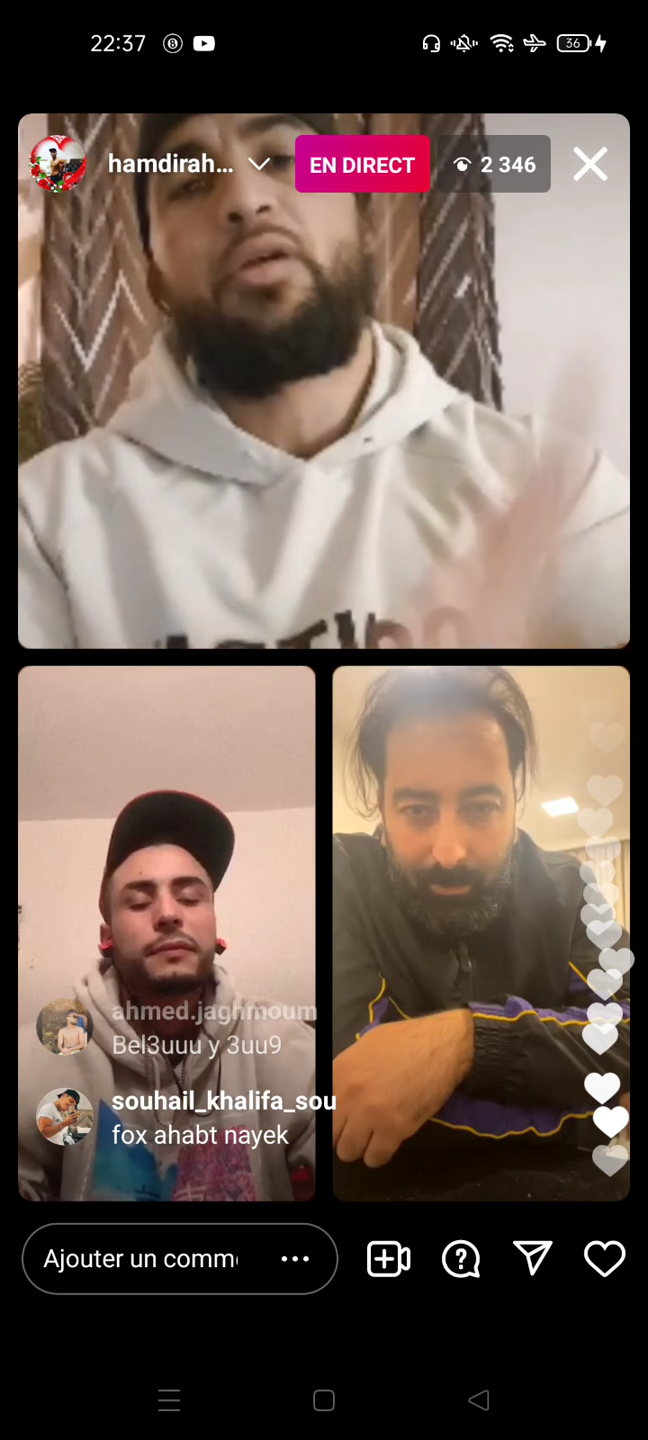 22:37
36
hamdirah...
EN DIRECT
2 346
ahmed.jaghmoum
Bel3uuu y 3uu9
souhail_khalifa_sou
fox ahabt nayek
Ajouter un comm